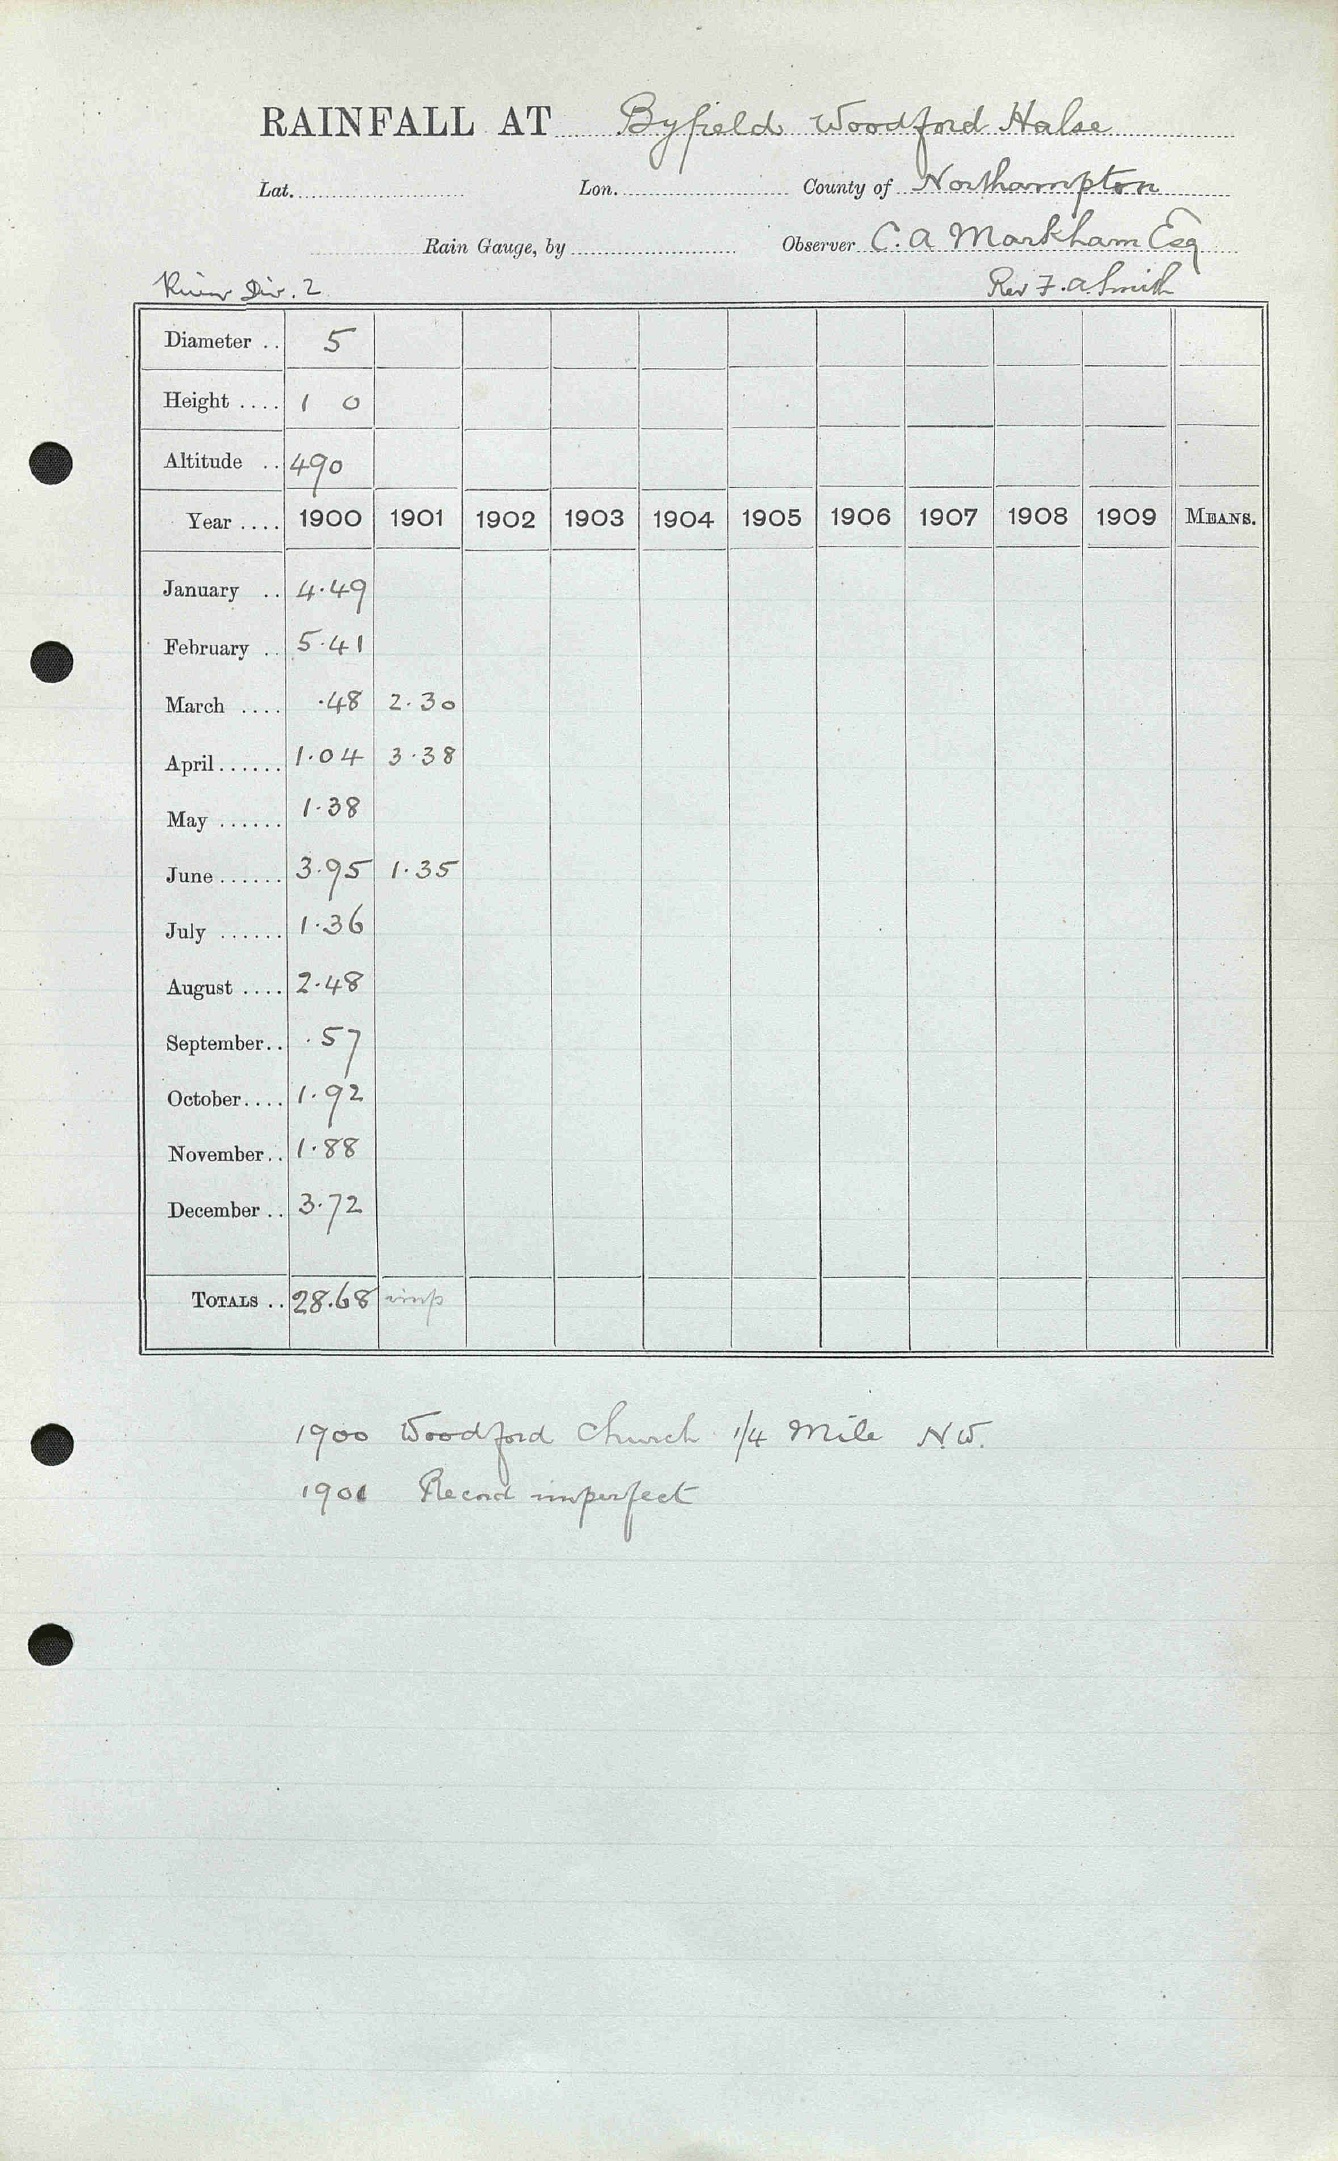 RAINFALL AT Byfield Woodford Halse
Lat. Lon. County of Northampton
Rain Gauge, by Observer C. A Markham Esq
River Div. 2 Rev F. A. Smith
Diameter .. 5
Height .... 1 0
Altitude .. 490
Year .... 1900 1901 1902 1903 1904 1905 1906 1907 1908 1909 MEANS.
January .. 4.49
February .. 5.41
March .... .48 2.30
April...... 1.04 3.38
May ...... 1.38
June...... 3.95 1.35
July ...... 1.36
August .... 2.48
September.. .57
October.... 1.92
November.. 1.88
December .. 3.72
TOTALS .. 28.68 imp
1900 Woodford Church 1/4 Mile N.W.
1901 Record imperfect